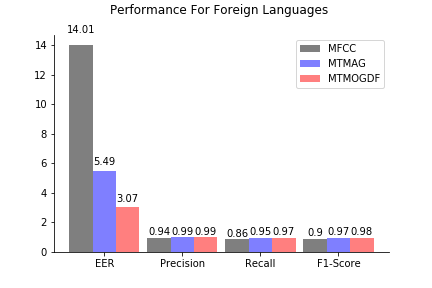 Performance For Foreign Languages
MFCC
MTMAG
MTMOGDF
14
12
10
8
6
4
2
0
14.01
5.49
3.07
0.94 0.99 0.99
0.86 0.95 0.97
0.9 0.97 0.98
EER Precision Recall F1-Score